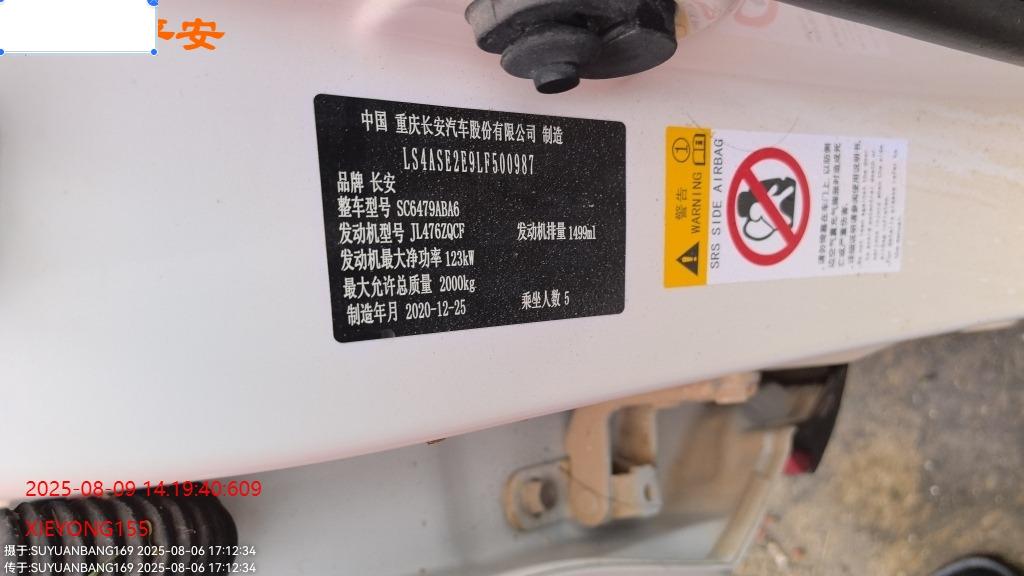 平安
中国 重庆长安汽车股份有限公司 制造
LS4ASE2E9LF500987
品牌 长安
整车型号 SC6479ABA6
发动机型号 JL476ZQCF 发动机排量 1499ml
发动机最大净功率 123kW
最大允许总质量 2000kg
制造年月 2020-12-25 乘坐人数 5
警告
WARNING
SRS SIDE AIRBAG
2025-08-09 14:19:40:609
XIEYONG155
摄于:SUYUANBANG169 2025-08-06 17:12:34
传于:SUYUANBANG169 2025-08-06 17:12:34